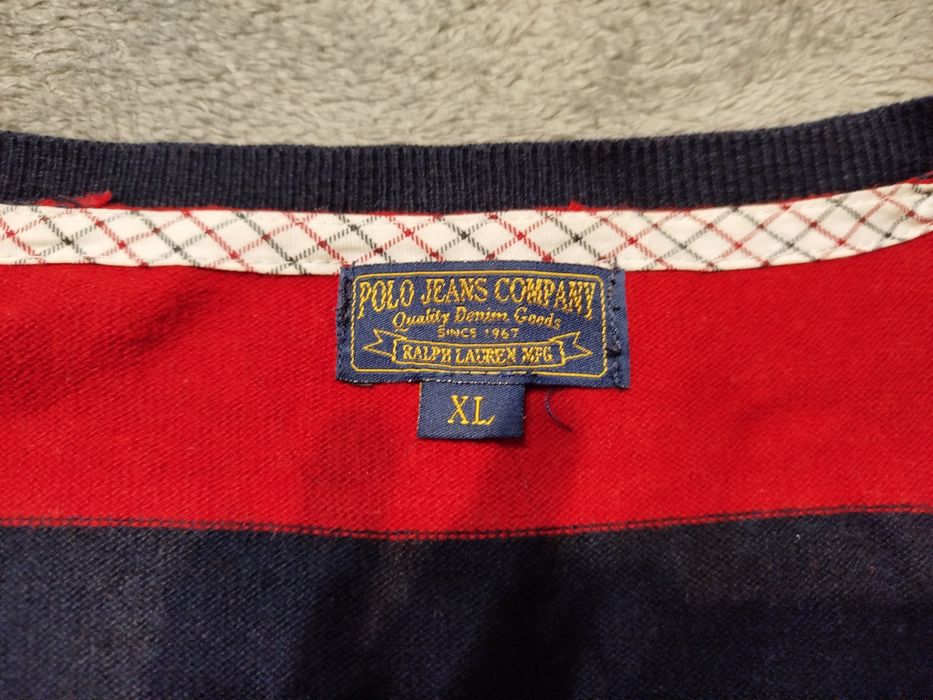 POLO JEANS COMPANY
Quality Denim Goods
SINCE 1967
RALPH LAUREN MFG
XL